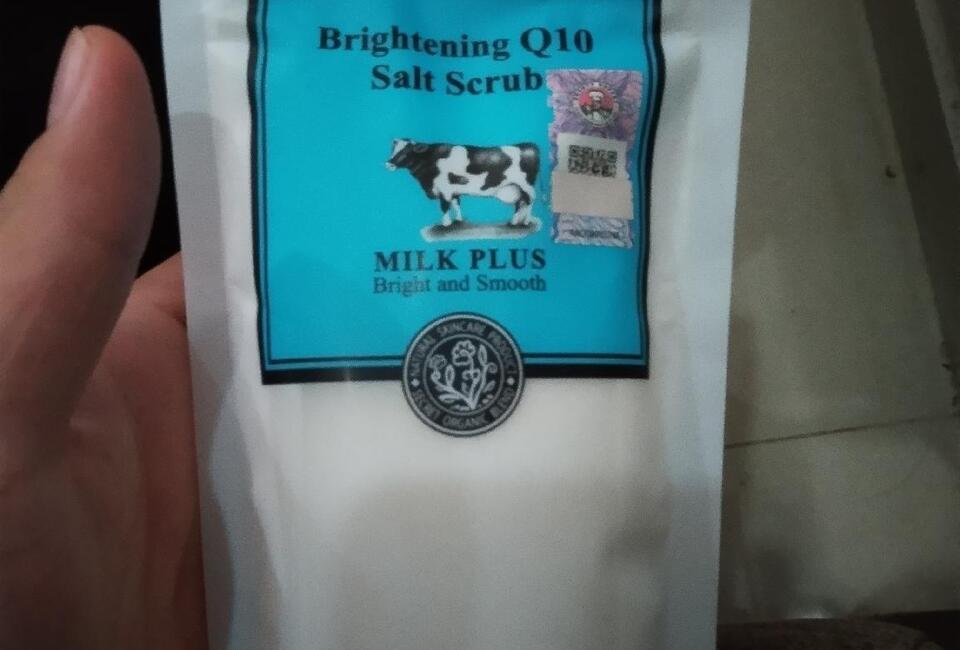 Brightening Q10
Salt Scrub
MILK PLUS
Bright and Smooth
NATURAL SKINCARE PRODUCT
SECRET ORGANIC BLEND